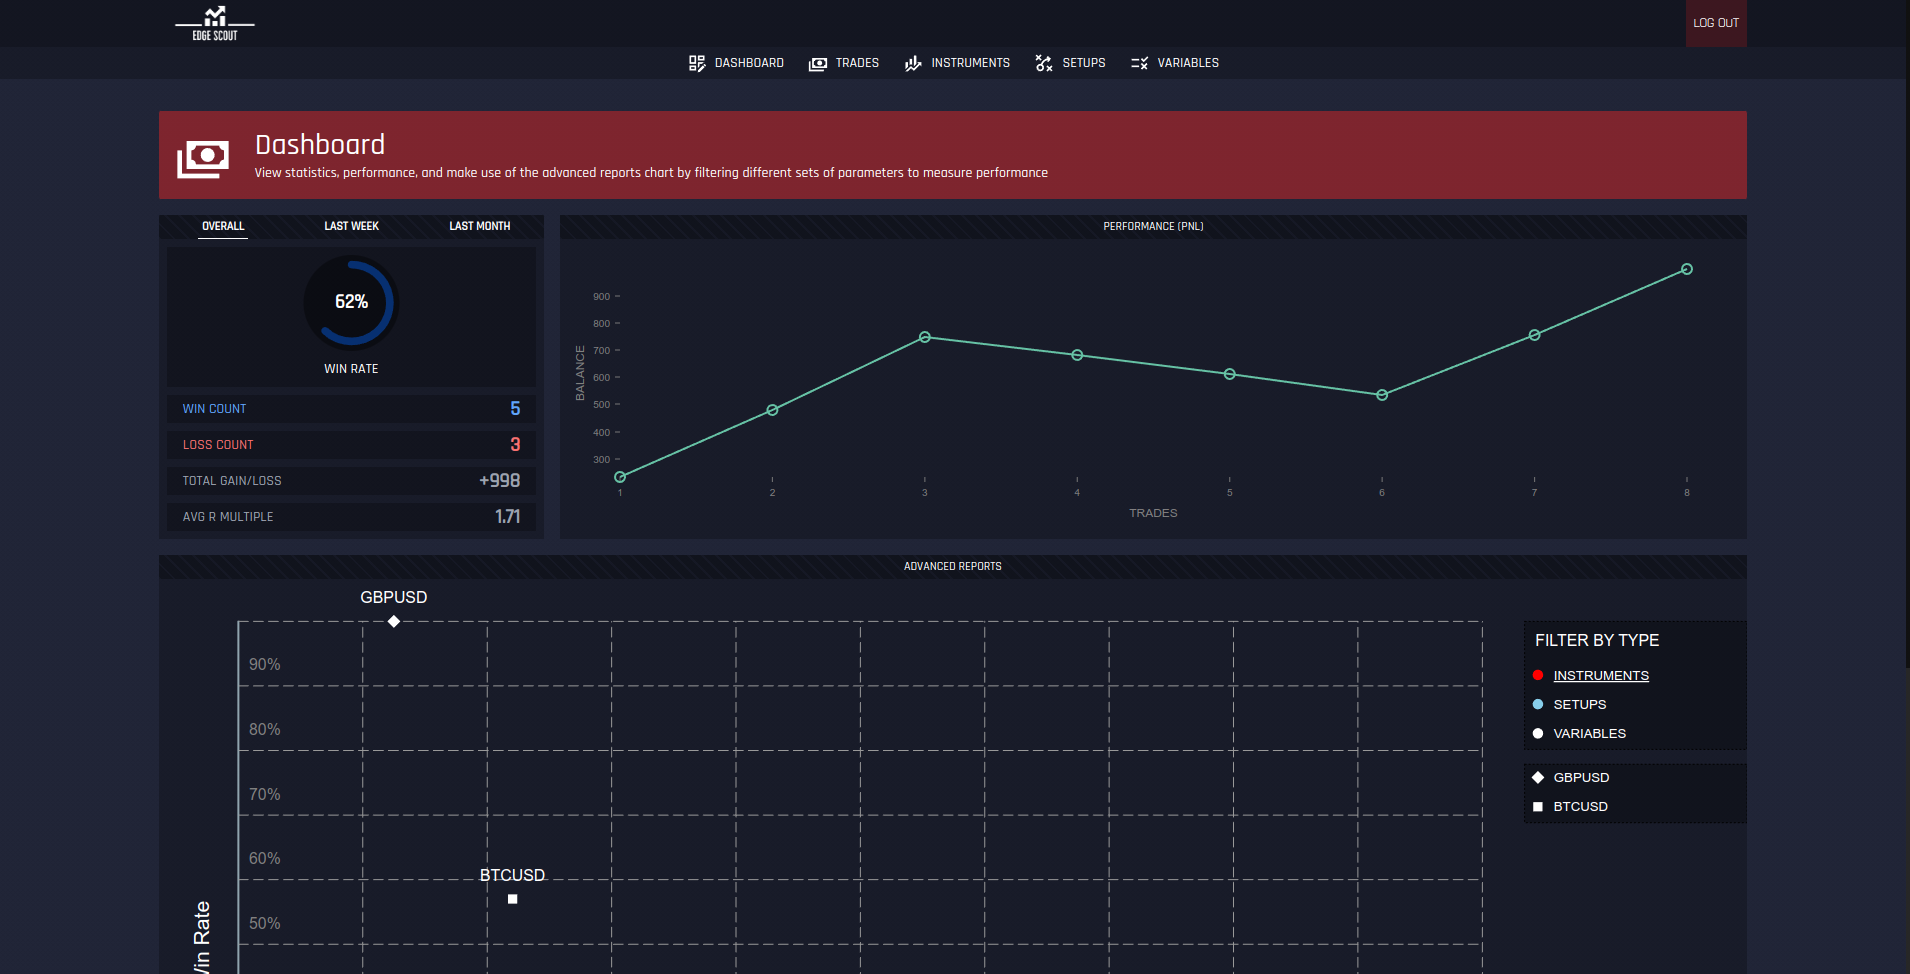 EDGE SCOUT
LOG OUT
DASHBOARD TRADES INSTRUMENTS SETUPS VARIABLES
Dashboard
View statistics, performance, and make use of the advanced reports chart by filtering different sets of parameters to measure performance
OVERALL LAST WEEK LAST MONTH
62%
WIN RATE
WIN COUNT 5
LOSS COUNT 3
TOTAL GAIN/LOSS +998
AVG R MULTIPLE 1.71
PERFORMANCE (PNL)
900
800
700
600
500
400
300
BALANCE
1 2 3 4 5 6 7 8
TRADES
ADVANCED REPORTS
GBPUSD
90%
80%
70%
60%
BTCUSD
50%
Win Rate
FILTER BY TYPE
INSTRUMENTS
SETUPS
VARIABLES
GBPUSD
BTCUSD